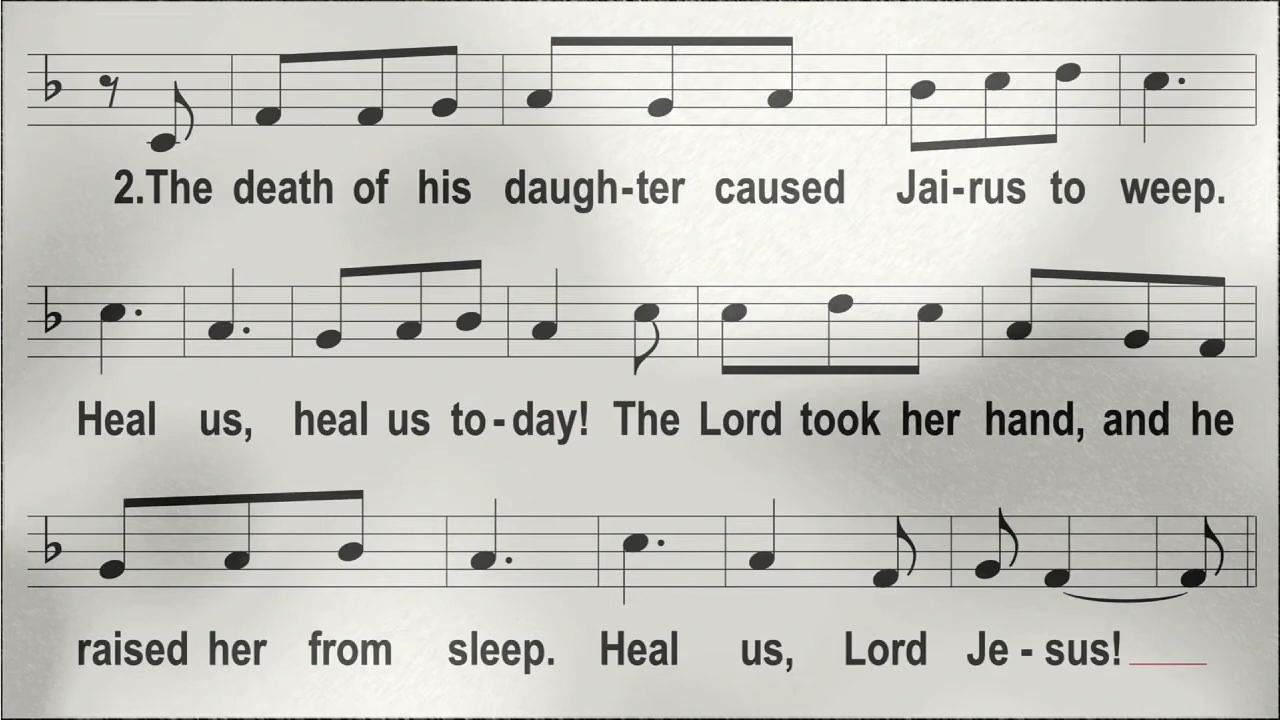 2.The death of his daugh-ter caused Jai-rus to weep.
Heal us, heal us to-day! The Lord took her hand, and he
raised her from sleep. Heal us, Lord Je-sus!